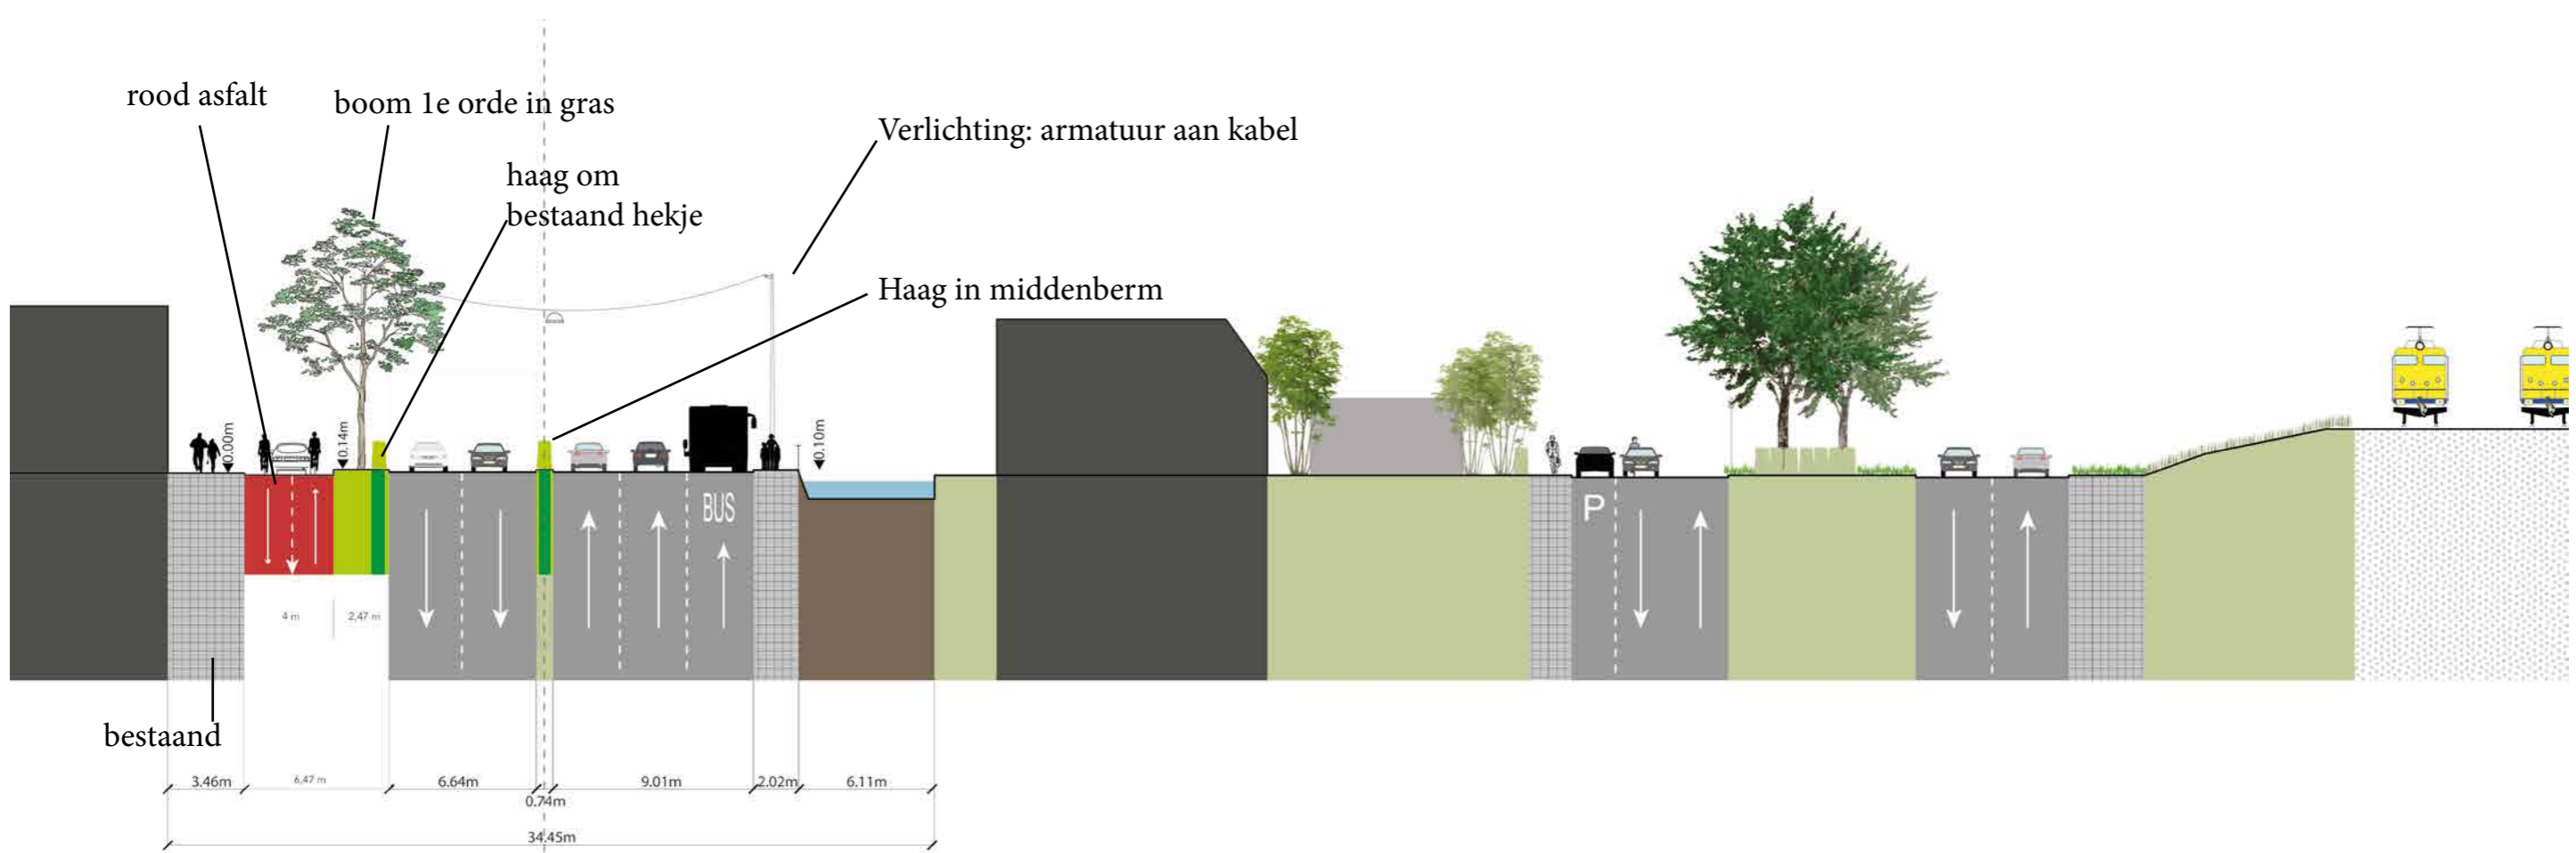 rood asfalt
boom 1e orde in gras
haag om
bestaand hekje
Verlichting: armatuur aan kabel
Haag in middenberm
0.00m
0.14m
0.10m
BUS
P
4 m
2,47 m
bestaand
3.46m
6,47 m
6.64m
0.74m
9.01m
2.02m
6.11m
34.45m